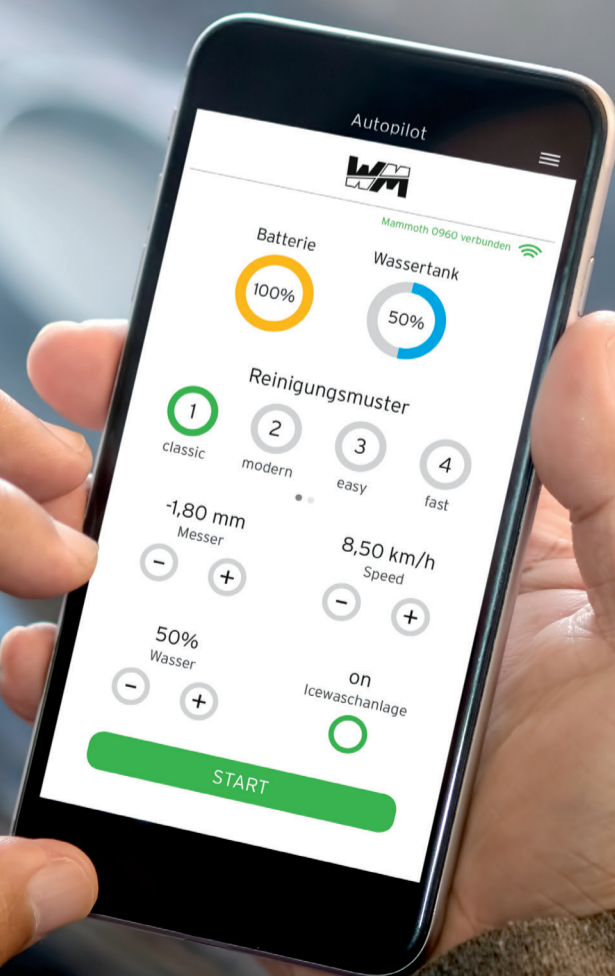 Autopilot
WM
Mammoth 0960 verbunden
Batterie
Wassertank
100%
50%
Reinigungsmuster
1
2
3
4
classic
modern
easy
fast
-1,80 mm
Messer
- +
8,50 km/h
Speed
- +
50%
Wasser
- +
on
Icewaschanlage
START